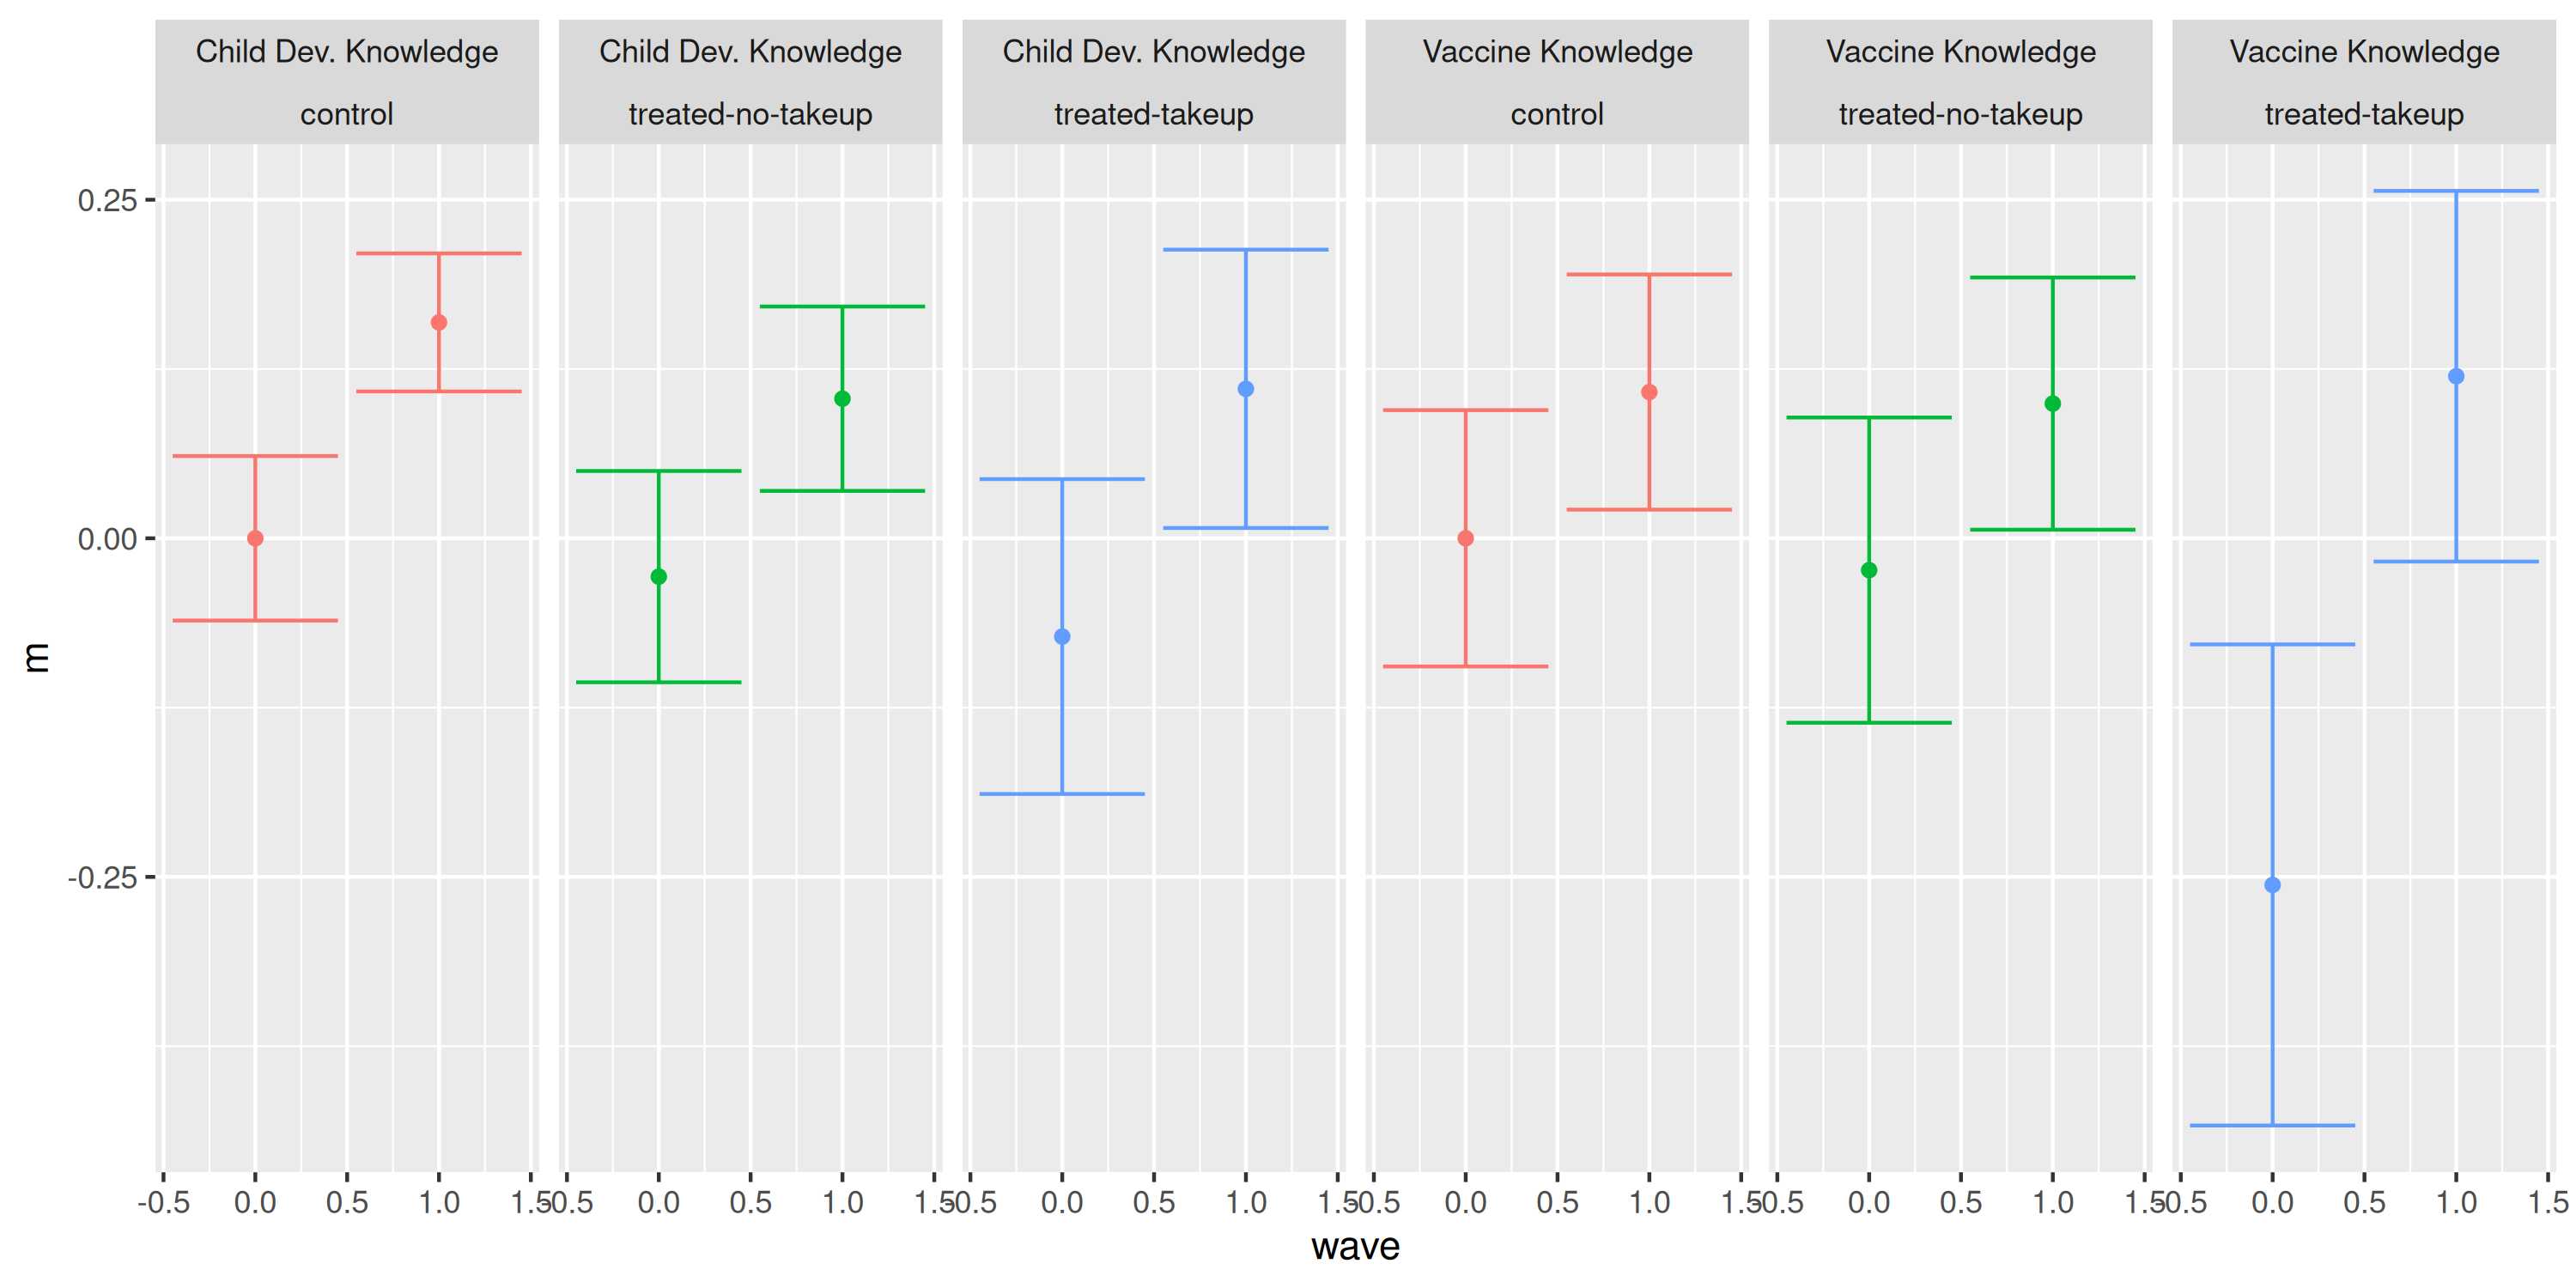 Child Dev. Knowledge Child Dev. Knowledge Child Dev. Knowledge Vaccine Knowledge Vaccine Knowledge Vaccine Knowledge
control treated-no-takeup treated-takeup control treated-no-takeup treated-takeup
0.25
0.00
-0.25
m
-0.5 0.0 0.5 1.0 1.5 -0.5 0.0 0.5 1.0 1.5 -0.5 0.0 0.5 1.0 1.5 -0.5 0.0 0.5 1.0 1.5 -0.5 0.0 0.5 1.0 1.5 -0.5 0.0 0.5 1.0 1.5
wave